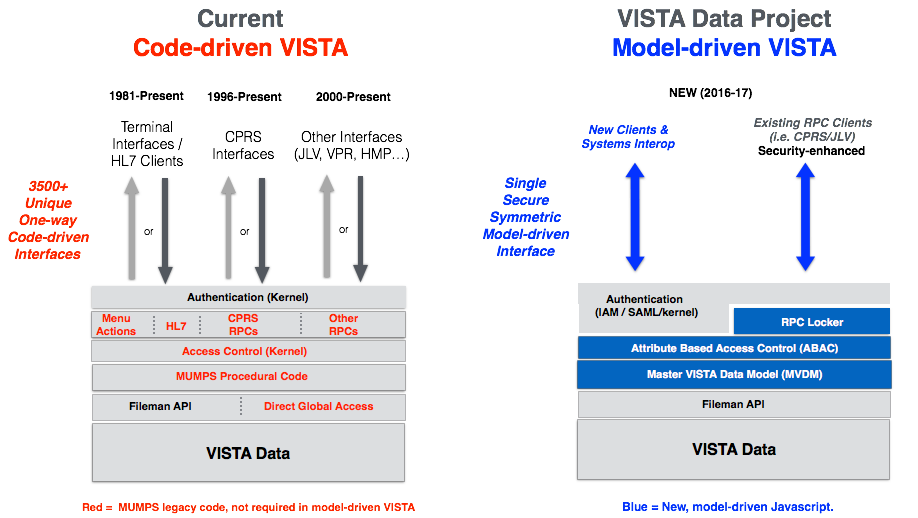 Current
Code-driven VISTA
1981-Present
1996-Present
2000-Present
Terminal
Interfaces /
HL7 Clients
CPRS
Interfaces
Other Interfaces
(JLV, VPR, HMP…)
3500+
Unique
One-way
Code-driven
Interfaces
or
or
or
Authentication (Kernel)
Menu
Actions
HL7
CPRS
RPCs
Other
RPCs
Access Control (Kernel)
MUMPS Procedural Code
Fileman API
Direct Global Access
VISTA Data
Red = MUMPS legacy code, not required in model-driven VISTA
VISTA Data Project
Model-driven VISTA
NEW (2016-17)
New Clients &
Systems Interop
Existing RPC Clients
(i.e. CPRS/JLV)
Security-enhanced
Single
Secure
Symmetric
Model-driven
Interface
Authentication
(IAM / SAML/kernel)
RPC Locker
Attribute Based Access Control (ABAC)
Master VISTA Data Model (MVDM)
Fileman API
VISTA Data
Blue = New, model-driven Javascript.